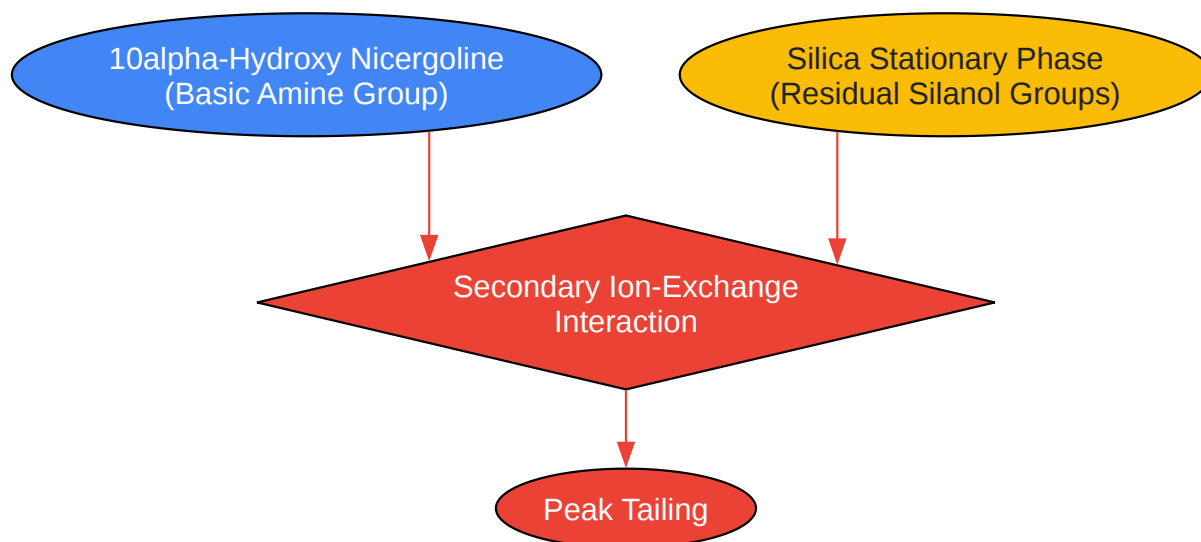 10alpha-Hydroxy Nicergoline
(Basic Amine Group)
Silica Stationary Phase
(Residual Silanol Groups)
Secondary Ion-Exchange
Interaction
Peak Tailing